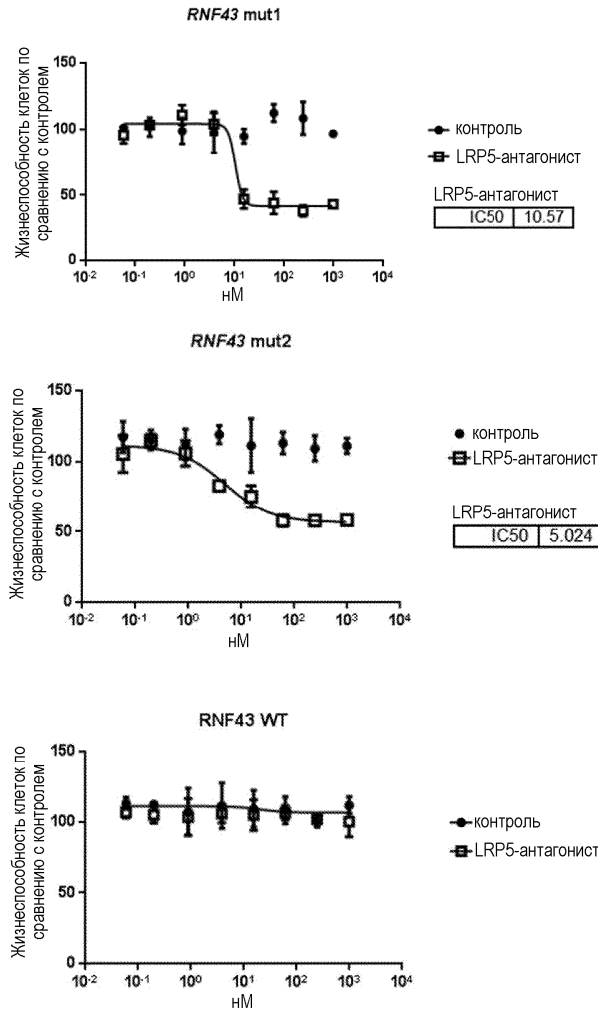 RNF43 mut1
Жизнеспособность клеток по
сравнению с контролем
150
100
50
0
10-2 10-1 100 101 102 103 104
нМ
контроль
LRP5-антагонист
LRP5-антагонист
IC50 10.57
RNF43 mut2
Жизнеспособность клеток по
сравнению с контролем
150
100
50
0
10-2 10-1 100 101 102 103 104
нМ
контроль
LRP5-антагонист
LRP5-антагонист
IC50 5.024
RNF43 WT
Жизнеспособность клеток по
сравнению с контролем
150
100
50
0
10-2 10-1 100 101 102 103 104
нМ
контроль
LRP5-антагонист